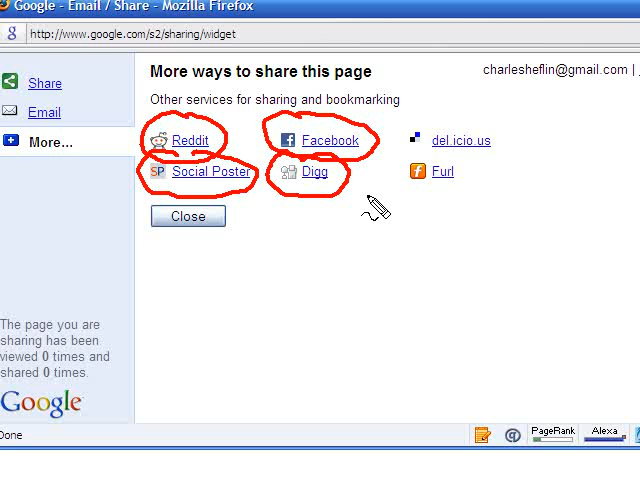 Google - Email / Share - Mozilla Firefox
g http://www.google.com/s2/sharing/widget
charlesheflin@gmail.com |
Share
Email
More...
More ways to share this page
Other services for sharing and bookmarking
Reddit Facebook del.icio.us
SP Social Poster Digg f Furl
Close
The page you are
sharing has been
viewed 0 times and
shared 0 times.
Google
Done
@ PageRank Alexa